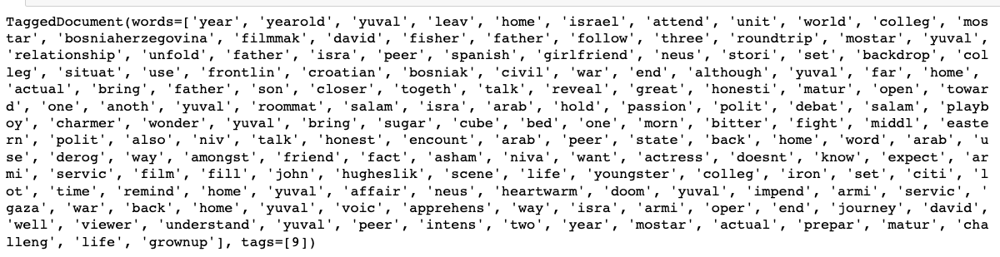 TaggedDocument(words=['year', 'yearold', 'yuval', 'leav', 'home', 'israel', 'attend', 'unit', 'world', 'colleg', 'mos
tar', 'bosniaherzegovina', 'filmmak', 'david', 'fisher', 'father', 'follow', 'three', 'roundtrip', 'mostar', 'yuval',
'relationship', 'unfold', 'father', 'isra', 'peer', 'spanish', 'girlfriend', 'neus', 'stori', 'set', 'backdrop', 'col
leg', 'situat', 'use', 'frontlin', 'croatian', 'bosniak', 'civil', 'war', 'end', 'although', 'yuval', 'far', 'home',
'actual', 'bring', 'father', 'son', 'closer', 'togeth', 'talk', 'reveal', 'great', 'honesti', 'matur', 'open', 'towar
d', 'one', 'anoth', 'yuval', 'roommat', 'salam', 'isra', 'arab', 'hold', 'passion', 'polit', 'debat', 'salam', 'playb
oy', 'charmer', 'wonder', 'yuval', 'bring', 'sugar', 'cube', 'bed', 'one', 'morn', 'bitter', 'fight', 'middl', 'easte
rn', 'polit', 'also', 'niv', 'talk', 'honest', 'encount', 'arab', 'peer', 'state', 'back', 'home', 'word', 'arab', 'u
se', 'derog', 'way', 'amongst', 'friend', 'fact', 'asham', 'niva', 'want', 'actress', 'doesnt', 'know', 'expect', 'ar
mi', 'servic', 'film', 'fill', 'john', 'hugheslik', 'scene', 'life', 'youngster', 'colleg', 'iron', 'set', 'citi', 'l
ot', 'time', 'remind', 'home', 'yuval', 'affair', 'neus', 'heartwarm', 'doom', 'yuval', 'impend', 'armi', 'servic', '
gaza', 'war', 'back', 'home', 'yuval', 'voic', 'apprehens', 'way', 'isra', 'armi', 'oper', 'end', 'journey', 'david',
'well', 'viewer', 'understand', 'yuval', 'peer', 'intens', 'two', 'year', 'mostar', 'actual', 'prepar', 'matur', 'cha
lleng', 'life', 'grownup'], tags=[9])